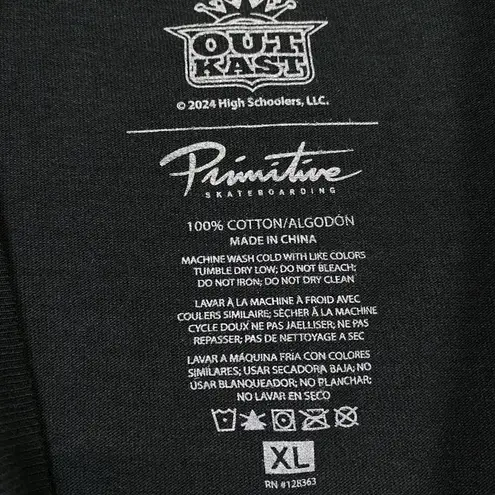 OUT
KAST
© 2024 High Schoolers, LLC.
Primitive
SKATEBOARDING
100% COTTON/ALGODÓN
MADE IN CHINA
MACHINE WASH COLD WITH LIKE COLORS
TUMBLE DRY LOW; DO NOT BLEACH;
DO NOT IRON; DO NOT DRY CLEAN
LAVAR À LA MACHINE À FROID AVEC
COULERS SIMILAIRE; SÈCHER À LA MACHINE
CYCLE DOUX NE PAS JAELLISER; NE PAS
REPASSER; PAS DE NETTOYAGE A SEC
LAVAR A MÁQUINA FRÍA CON COLORES
SIMILARES; USAR SECADORA BAJA; NO
USAR BLANQUEADOR; NO PLANCHAR;
NO LAVAR EN SECO
XL
RN #128363